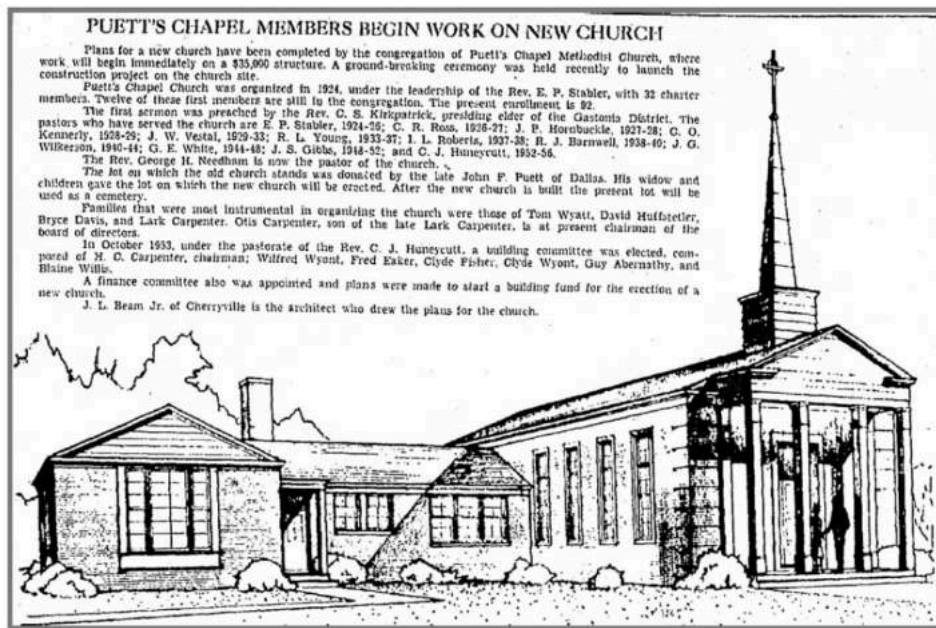 PUETT'S CHAPEL MEMBERS BEGIN WORK ON NEW CHURCH
Plans for a new church have been completed by the congregation of Puett's Chapel Methodist Church, where
work will begin immediately on a $35,000 structure. A ground-breaking ceremony was held recently to launch the
construction project on the church site.
Puett's Chapel Church was organized in 1924, under the leadership of the Rev. E. P. Stabler, with 32 charter
members. Twelve of these first members are still in the congregation. The present enrollment is 92.
The first sermon was preached by the Rev. C. S. Kirkpatrick, presiding elder of the Gastonia District. The
pastors who have served the church are E. P. Stabler, 1924-26; C. R. Ross, 1926-27; J. P. Hornbuckle, 1927-28; C. O.
Kennerly, 1928-29; J. W. Vestal, 1929-33; R. L. Young, 1933-37; I. L. Roberts, 1937-38; R. J. Barnwell, 1938-40; J. G.
Wilkerson, 1940-44; G. E. White, 1944-48; J. S. Gibbs, 1948-52; and C. J. Huneycutt, 1952-56.
The Rev. George H. Needham is now the pastor of the church.
The lot on which the old church stands was donated by the late John F. Puett of Dallas. His widow and
children gave the lot on which the new church will be erected. After the new church is built the present lot will be
used as a cemetery.
Families that were most instrumental in organizing the church were those of Tom Wyatt, David Huffstetler,
Bryce Davis, and Lark Carpenter. Otis Carpenter, son of the late Lark Carpenter, is at present chairman of the
board of directors.
In October 1953, under the pastorate of the Rev. C. J. Huneycutt, a building committee was elected, com-
posed of H. C. Carpenter, chairman; Wilfred Wyont, Fred Eaker, Clyde Fisher, Clyde Wyont, Guy Abernathy, and
Blaine Willis.
A finance committee also was appointed and plans were made to start a building fund for the erection of a
new church.
J. L. Beam Jr. of Cherryville is the architect who drew the plans for the church.